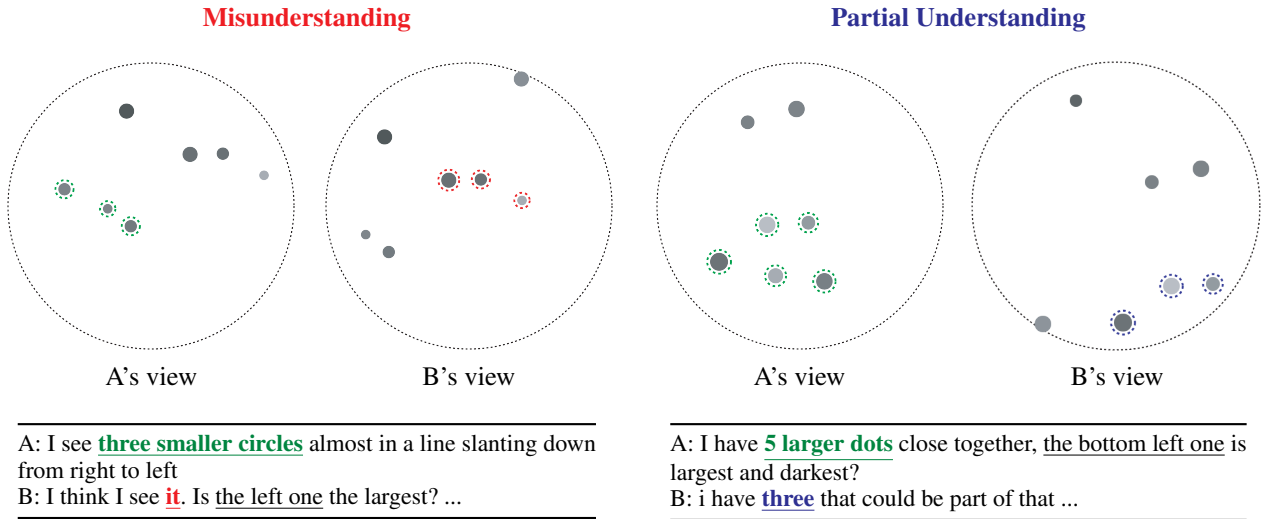 Misunderstanding
Partial Understanding
A's view
B's view
A's view
B's view
A: I see three smaller circles almost in a line slanting down
from right to left
B: I think I see it. Is the left one the largest? ...
A: I have 5 larger dots close together, the bottom left one is
largest and darkest?
B: i have three that could be part of that ...